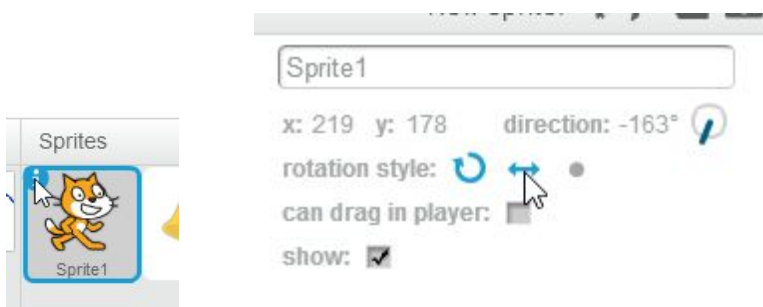 Sprites
Sprite1
Sprite1
x: 219 y: 178 direction: -163°
rotation style:
can drag in player:
show: